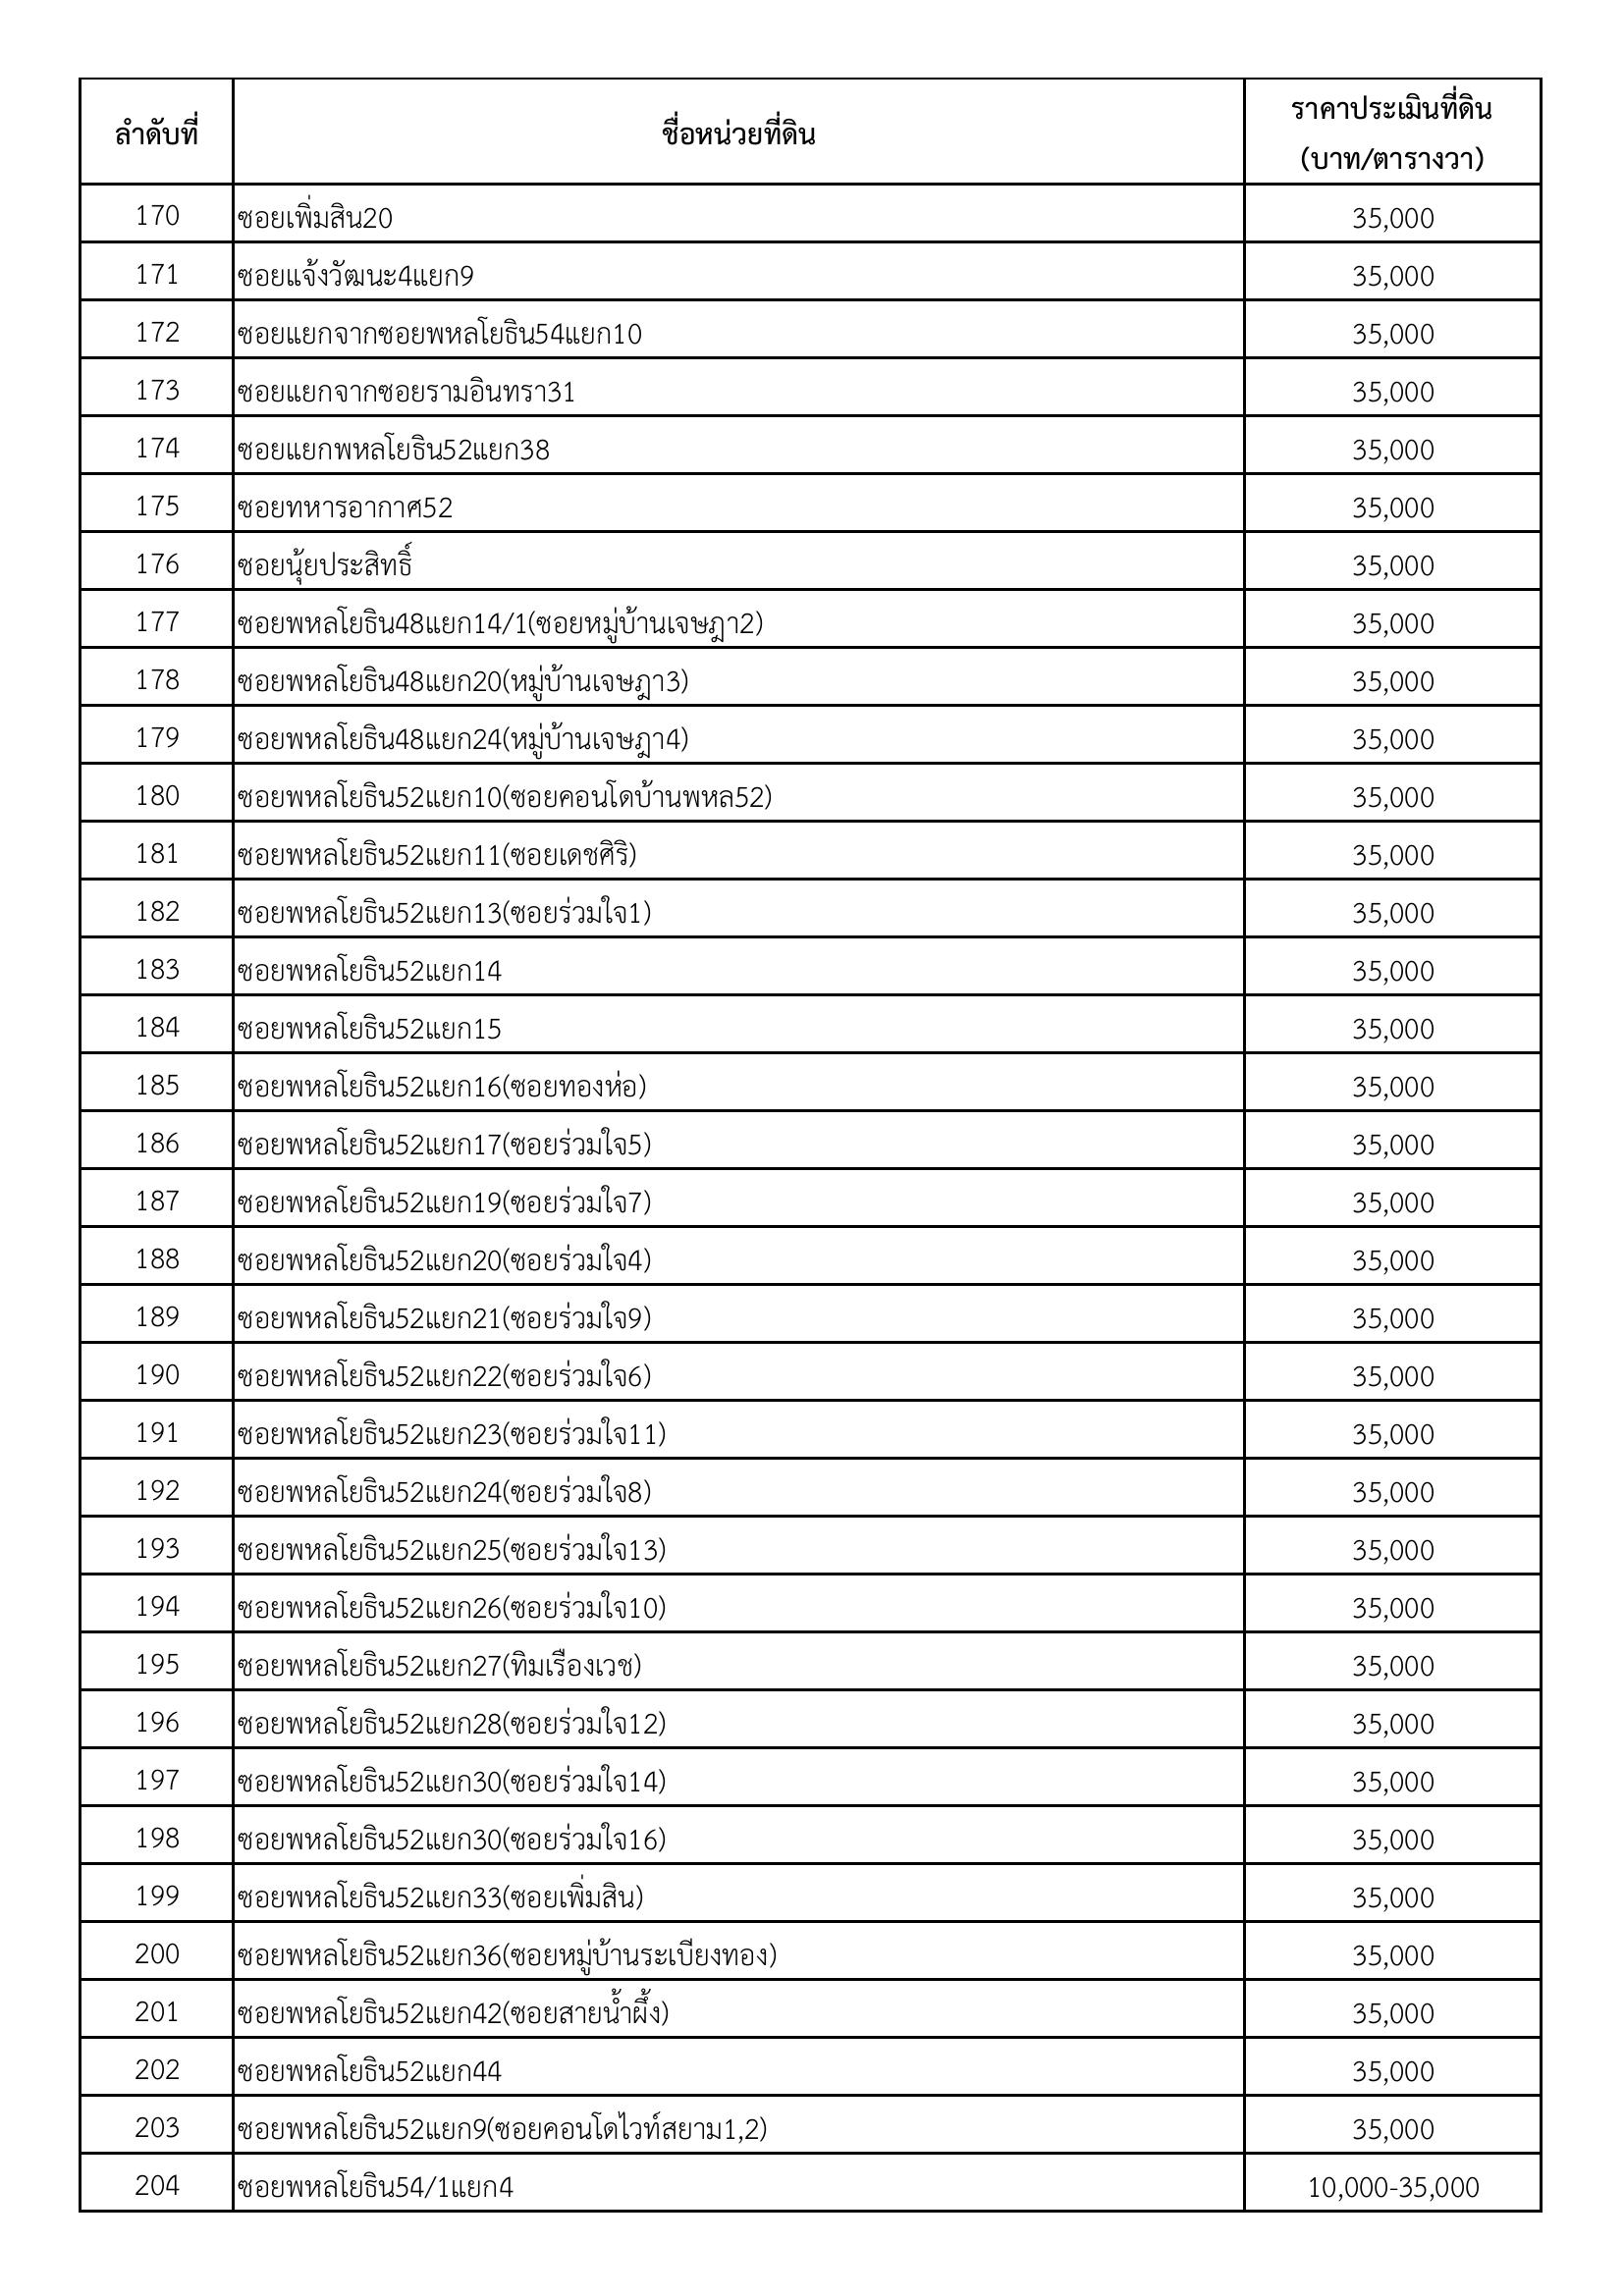 ลำดับที่ ชื่อหน่วยที่ดิน ราคาประเมินที่ดิน
(บาท/ตารางวา)
170 ซอยเพิ่มสิน20 35,000
171 ซอยแจ้งวัฒนะ4แยก9 35,000
172 ซอยแยกจากซอยพหลโยธิน54แยก10 35,000
173 ซอยแยกจากซอยรามอินทรา31 35,000
174 ซอยแยกพหลโยธิน52แยก38 35,000
175 ซอยทหารอากาศ52 35,000
176 ซอยนุ้ยประสิทธิ์ 35,000
177 ซอยพหลโยธิน48แยก14/1(ซอยหมู่บ้านเจษฎา2) 35,000
178 ซอยพหลโยธิน48แยก20(หมู่บ้านเจษฎา3) 35,000
179 ซอยพหลโยธิน48แยก24(หมู่บ้านเจษฎา4) 35,000
180 ซอยพหลโยธิน52แยก10(ซอยคอนโดบ้านพหล52) 35,000
181 ซอยพหลโยธิน52แยก11(ซอยเดชศิริ) 35,000
182 ซอยพหลโยธิน52แยก13(ซอยร่วมใจ1) 35,000
183 ซอยพหลโยธิน52แยก14 35,000
184 ซอยพหลโยธิน52แยก15 35,000
185 ซอยพหลโยธิน52แยก16(ซอยทองห่อ) 35,000
186 ซอยพหลโยธิน52แยก17(ซอยร่วมใจ5) 35,000
187 ซอยพหลโยธิน52แยก19(ซอยร่วมใจ7) 35,000
188 ซอยพหลโยธิน52แยก20(ซอยร่วมใจ4) 35,000
189 ซอยพหลโยธิน52แยก21(ซอยร่วมใจ9) 35,000
190 ซอยพหลโยธิน52แยก22(ซอยร่วมใจ6) 35,000
191 ซอยพหลโยธิน52แยก23(ซอยร่วมใจ11) 35,000
192 ซอยพหลโยธิน52แยก24(ซอยร่วมใจ8) 35,000
193 ซอยพหลโยธิน52แยก25(ซอยร่วมใจ13) 35,000
194 ซอยพหลโยธิน52แยก26(ซอยร่วมใจ10) 35,000
195 ซอยพหลโยธิน52แยก27(ทิมเรืองเวช) 35,000
196 ซอยพหลโยธิน52แยก28(ซอยร่วมใจ12) 35,000
197 ซอยพหลโยธิน52แยก30(ซอยร่วมใจ14) 35,000
198 ซอยพหลโยธิน52แยก30(ซอยร่วมใจ16) 35,000
199 ซอยพหลโยธิน52แยก33(ซอยเพิ่มสิน) 35,000
200 ซอยพหลโยธิน52แยก36(ซอยหมู่บ้านระเบียงทอง) 35,000
201 ซอยพหลโยธิน52แยก42(ซอยสายน้ำผึ้ง) 35,000
202 ซอยพหลโยธิน52แยก44 35,000
203 ซอยพหลโยธิน52แยก9(ซอยคอนโดไวท์สยาม1,2) 35,000
204 ซอยพหลโยธิน54/1แยก4 10,000-35,000